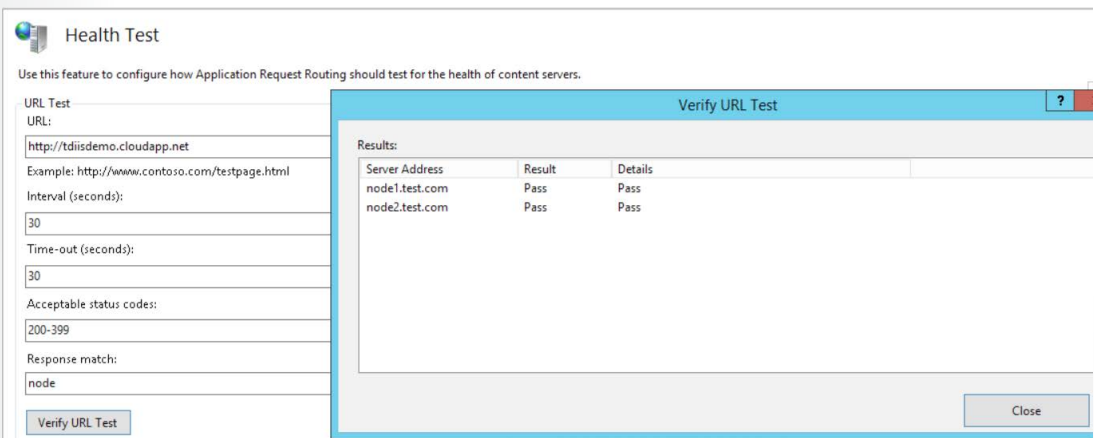 Health Test
Use this feature to configure how Application Request Routing should test for the health of content servers.
URL Test
URL:
http://tdiisdemo.cloudapp.net
Example: http://www.contoso.com/testpage.html
Interval (seconds):
30
Time-out (seconds):
30
Acceptable status codes:
200-399
Response match:
node
Verify URL Test
Verify URL Test
?
Results:
Server Address Result Details
node1.test.com Pass Pass
node2.test.com Pass Pass
Close